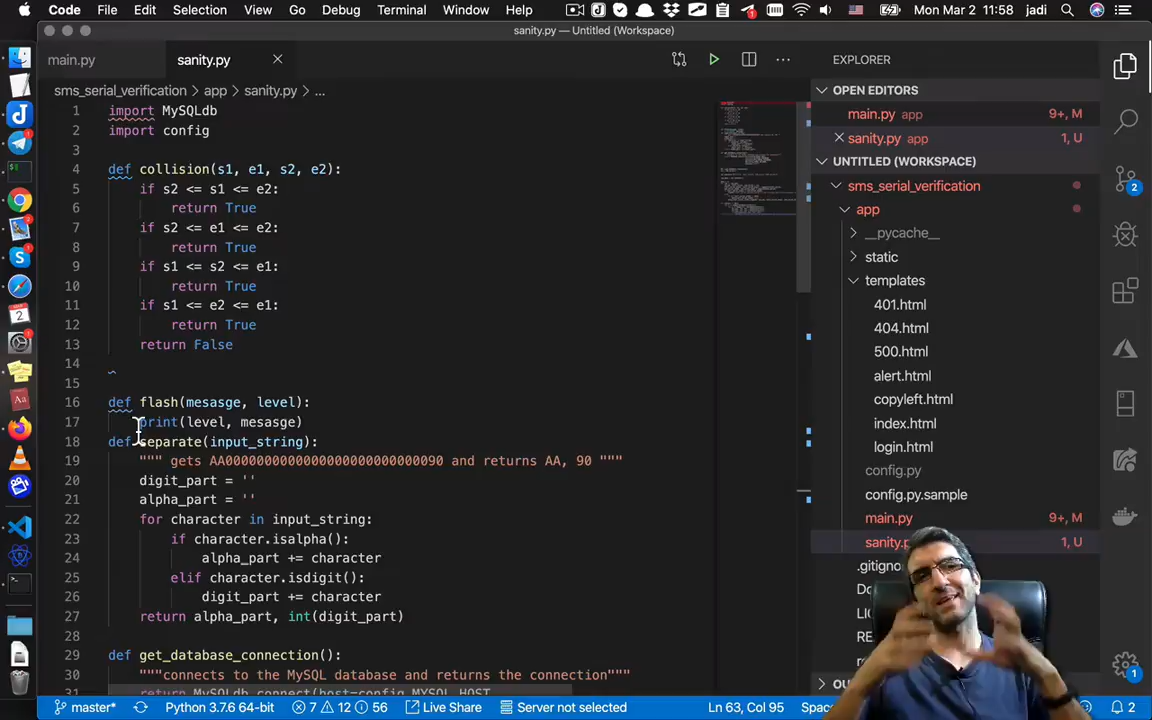 Code File Edit Selection View Go Debug Terminal Window Help Mon Mar 2 11:58 jadi
sanity.py — Untitled (Workspace)
main.py sanity.py
sms_serial_verification > app > sanity.py > ...
1 import MySQLdb
2 import config
3
4 def collision(s1, e1, s2, e2):
5 if s2 <= s1 <= e2:
6 return True
7 if s2 <= e1 <= e2:
8 return True
9 if s1 <= s2 <= e1:
10 return True
11 if s1 <= e2 <= e1:
12 return True
13 return False
14
15
16 def flash(mesasge, level):
17 print(level, mesasge)
18 def separate(input_string):
19 """ gets AA0000000000000000000000000090 and returns AA, 90 """
20 digit_part = ''
21 alpha_part = ''
22 for character in input_string:
23 if character.isalpha():
24 alpha_part += character
25 elif character.isdigit():
26 digit_part += character
27 return alpha_part, int(digit_part)
28
29 def get_database_connection():
30 """connects to the MySQL database and returns the connection"""
31 return MySQLdb.connect(host=config.MYSQL_HOST
EXPLORER
OPEN EDITORS
main.py app 9+, M
sanity.py app 1, U
UNTITLED (WORKSPACE)
sms_serial_verification
app
__pycache__
static
templates
401.html
404.html
500.html
alert.html
copyleft.html
index.html
login.html
config.py
config.py.sample
main.py 9+, M
sanity.p 1, U
.gitigno
Do
LI
RE
OU
2
1
master* Python 3.7.6 64-bit 7 12 56 Live Share Server not selected Ln 63, Col 95 Spac 2